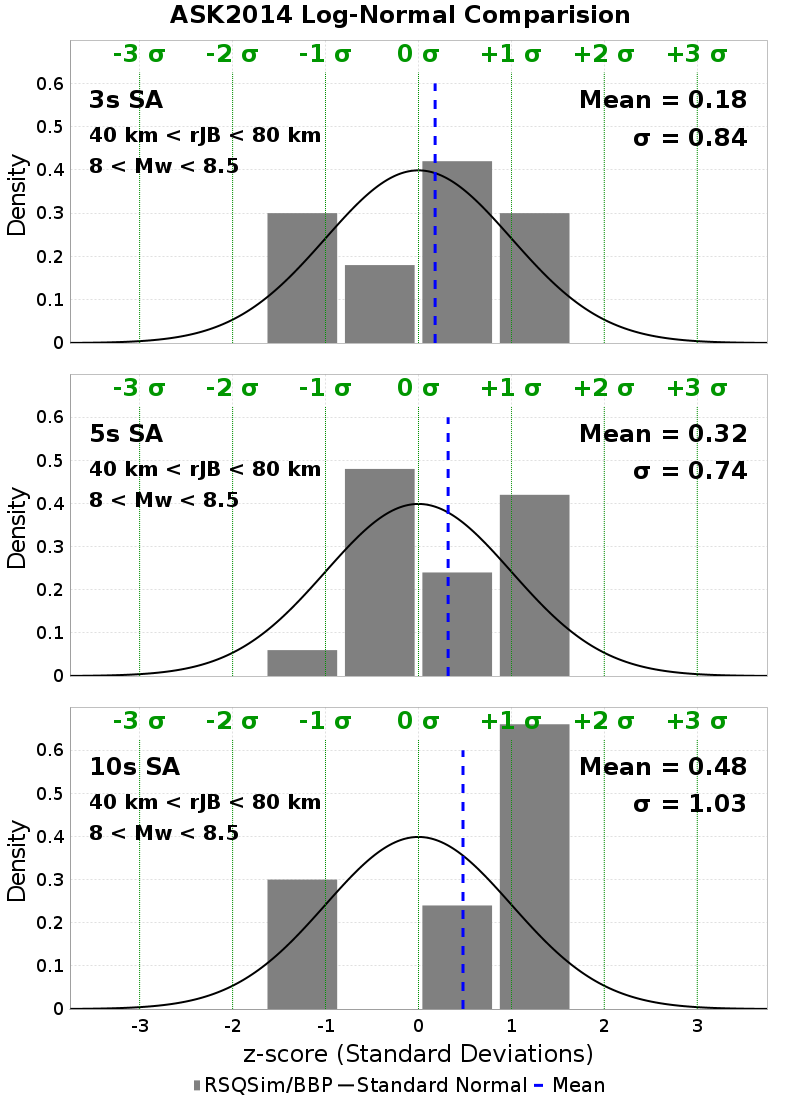 ASK2014 Log-Normal Comparision
-3 σ -2 σ -1 σ 0 σ +1 σ +2 σ +3 σ
0.6
3s SA Mean = 0.18
0.5
40 km < rJB < 80 km σ = 0.84
8 < Mw < 8.5
0.4
0.3
0.2
0.1
0
Density
-3 σ -2 σ -1 σ 0 σ +1 σ +2 σ +3 σ
0.6
5s SA Mean = 0.32
0.5
40 km < rJB < 80 km σ = 0.74
8 < Mw < 8.5
0.4
0.3
0.2
0.1
0
Density
-3 σ -2 σ -1 σ 0 σ +1 σ +2 σ +3 σ
0.6
10s SA Mean = 0.48
0.5
40 km < rJB < 80 km σ = 1.03
8 < Mw < 8.5
0.4
0.3
0.2
0.1
0
Density
-3 -2 -1 0 1 2 3
z-score (Standard Deviations)
RSQSim/BBP Standard Normal Mean